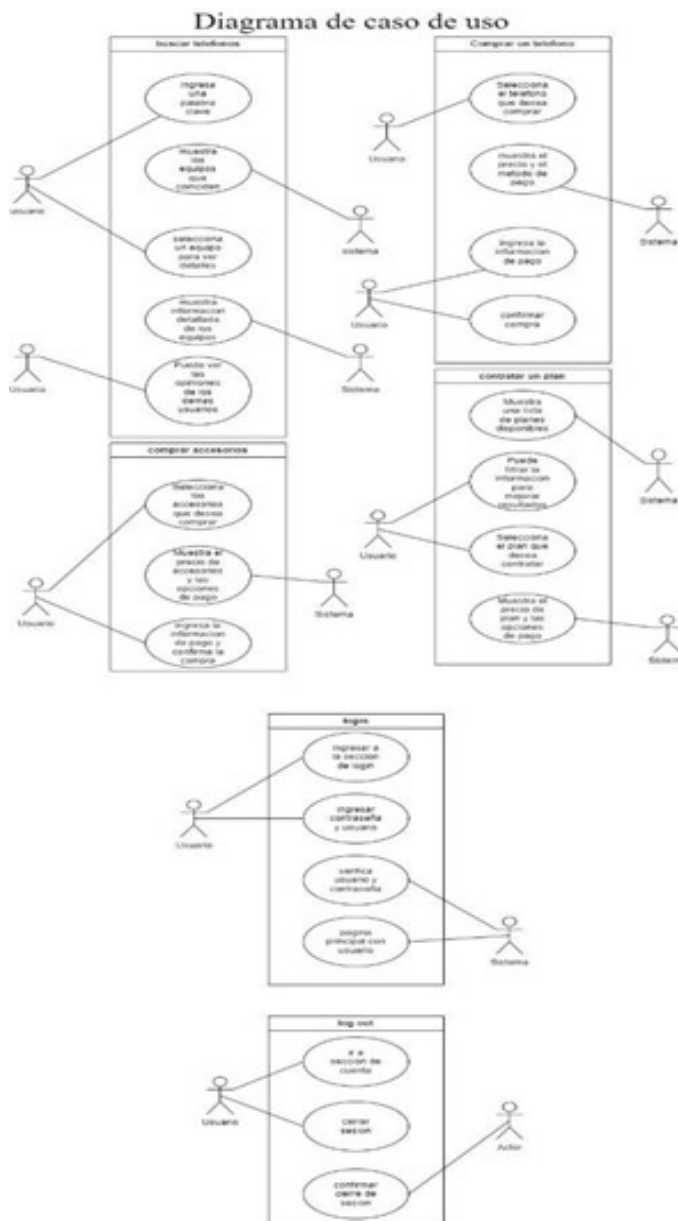 Diagrama de caso de uso
buscar telefonos
Ingresa
una
palabra
clave
muestra
los
equipos
que
coinciden
selecciona
un equipo
para ver
detalles
muestra
informacion
detallada
de los
equipos
Puede ver
las
opiniones
de los
demas
usuarios
usuario
sistema
Usuario
Sistema
Comprar un telefono
Selecciona
el telefono
que desea
comprar
muestra el
precio y el
metodo de
pago
Ingresa la
informacion
de pago
confirmar
compra
Usuario
Sistema
Usuario
comprar accesorios
Selecciona
los
accesorios
que desea
comprar
Muestra el
precio de
accesorios
y las
opciones
de pago
Ingresa la
informacion
de pago y
confirma la
compra
Usuario
Sistema
contratar un plan
Muestra
una lista
de planes
disponibles
Puede
filtrar la
informacion
para
mejorar
resultados
Selecciona
el plan que
desea
contratar
Muestra el
precio de
plan y las
opciones
de pago
Sistema
Usuario
Sistem
login
Ingresar a
la seccion
de login
ingresar
contraseña
y usuario
verifica
usuario y
contraseña
pagina
principal con
usuario
Usuario
Sistema
log out
ir a
seccion de
cuenta
cerrar
sesion
confirmar
cierre de
sesion
Usuario
Actor